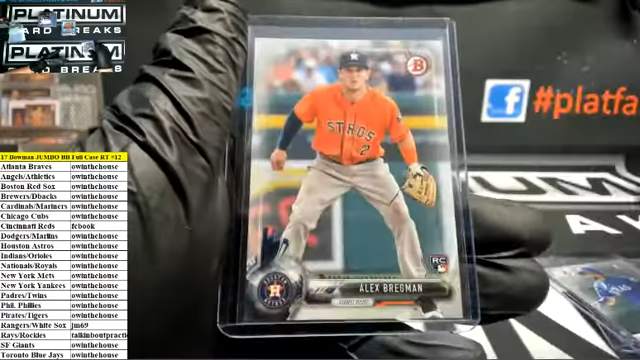 PLATINUM
CARD BREAKS
PLATINUM
CARD BREAKS
17 Bowman JUMBO BB Full Case RT #12
Atlanta Braves owinthehouse
Angels/Athletics owinthehouse
Boston Red Sox owinthehouse
Brewers/Dbacks owinthehouse
Cardinals/Mariners owinthehouse
Chicago Cubs owinthehouse
Cincinnati Reds fcbook
Dodgers/Marlins owinthehouse
Houston Astros owinthehouse
Indians/Orioles owinthehouse
Nationals/Royals owinthehouse
New York Mets owinthehouse
New York Yankees owinthehouse
Padres/Twins owinthehouse
Phil. Phillies owinthehouse
Pirates/Tigers owinthehouse
Rangers/White Sox jm69
Rays/Rockies talkinboutpractic
SF Giants owinthehouse
Toronto Blue Jays owinthehouse
B
STROS
2
RC
ALEX BREGMAN
f #platfa